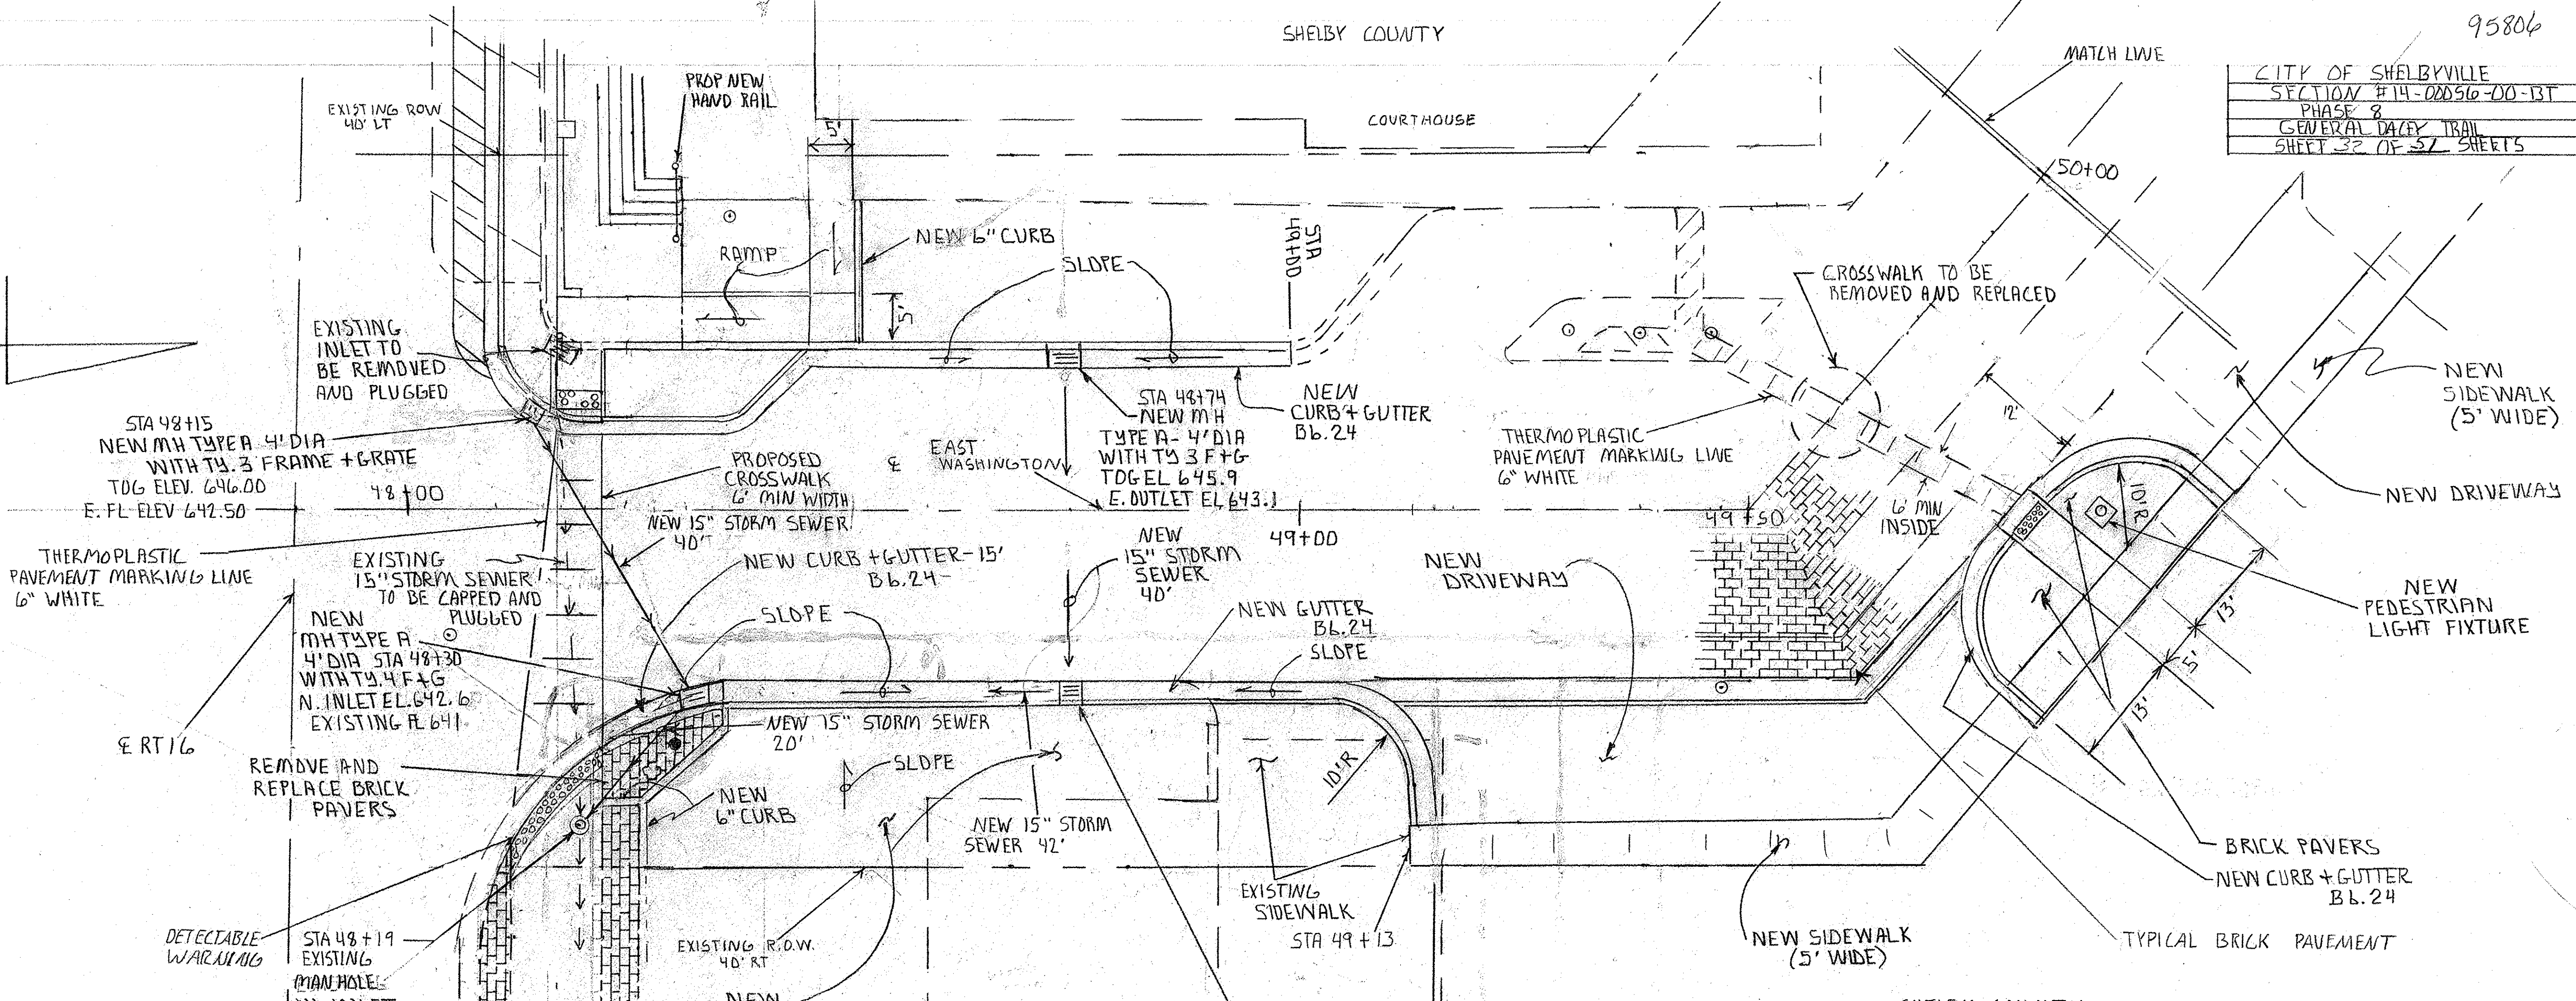 95806
SHELBY COUNTY
MATCH LINE
CITY OF SHELBYVILLE
SECTION #14-00056-00-BT
PHASE 8
GENERAL DACEY TRAIL
SHEET 32 OF 51 SHEETS
PROP NEW
HAND RAIL
EXISTING ROW
40' LT
5'
COURTHOUSE
50+00
NEW 6" CURB
RAMP
SLOPE
STA
49+00
CROSSWALK TO BE
REMOVED AND REPLACED
5'
EXISTING
INLET TO
BE REMOVED
AND PLUGGED
NEW
SIDEWALK
(5' WIDE)
STA 48+15
NEW MH TYPE A 4' DIA
WITH TY. 3 FRAME + GRATE
TOG ELEV. 646.00
E. FL ELEV 642.50
48+00
PROPOSED
CROSSWALK
6' MIN WIDTH
℄ EAST
WASHINGTON
STA 48+74
NEW MH
TYPE A - 4' DIA
WITH TY 3 F+G
TOG EL 645.9
E. OUTLET EL 643.1
NEW
CURB + GUTTER
B6.24
THERMOPLASTIC
PAVEMENT MARKING LINE
6" WHITE
12'
10'R
NEW DRIVEWAY
NEW 15" STORM SEWER
40'
49+00
49+50
6' MIN
INSIDE
THERMOPLASTIC
PAVEMENT MARKING LINE
6" WHITE
EXISTING
15" STORM SEWER
TO BE CAPPED AND
PLUGGED
NEW CURB + GUTTER - 15'
B6.24
NEW
15" STORM
SEWER
40'
NEW
DRIVEWAY
NEW
PEDESTRIAN
LIGHT FIXTURE
NEW
MH TYPE A
4' DIA STA 48+30
WITH TY. 4 F+G
N. INLET EL. 642.6
EXISTING FL 641
SLOPE
NEW GUTTER
B6.24
SLOPE
13'
5'
13'
℄ RT 16
NEW 15" STORM SEWER
20'
REMOVE AND
REPLACE BRICK
PAVERS
SLOPE
10'R
NEW
6" CURB
NEW 15" STORM
SEWER 42'
BRICK PAVERS
NEW CURB + GUTTER
B6.24
EXISTING
SIDEWALK
STA 49+13
DETECTABLE
WARNING
STA 48+19
EXISTING
MANHOLE
EXISTING R.O.W.
40' RT
NEW SIDEWALK
(5' WIDE)
TYPICAL BRICK PAVEMENT
NEW